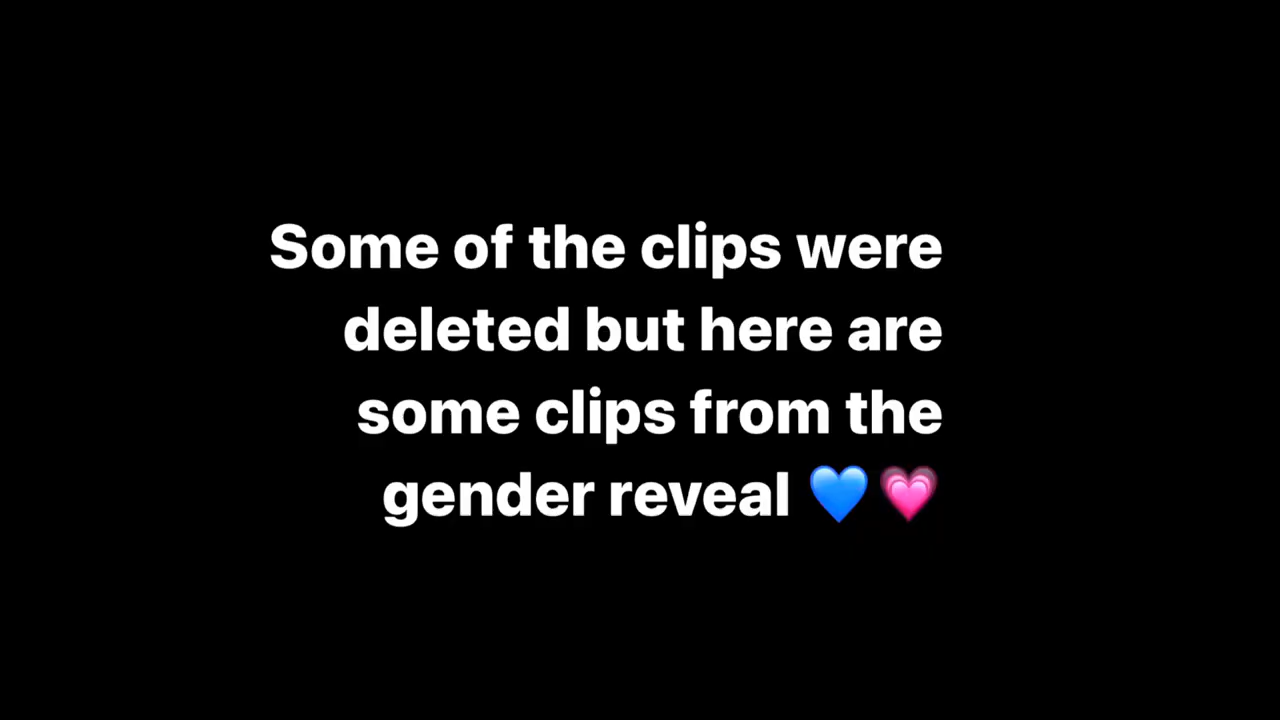 Some of the clips were
deleted but here are
some clips from the
gender reveal 💙 💗